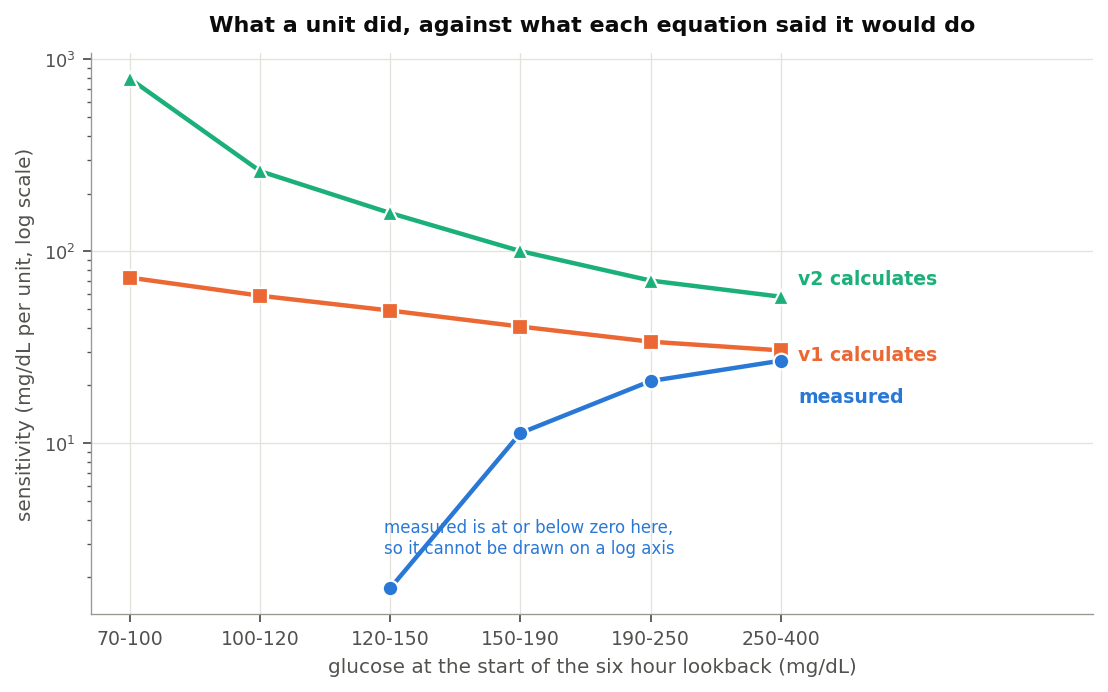 What a unit did, against what each equation said it would do
sensitivity (mg/dL per unit, log scale)
10³
10²
10¹
v2 calculates
v1 calculates
measured
measured is at or below zero here,
so it cannot be drawn on a log axis
70-100 100-120 120-150 150-190 190-250 250-400
glucose at the start of the six hour lookback (mg/dL)